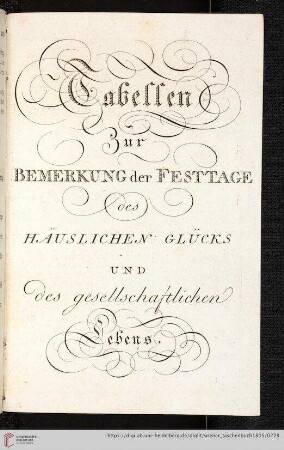 Tabellen
Zur
BEMERKUNG der FESTTAGE
des
HÄUSLICHEN GLÜCKS
UND
des gesellschaftlichen
Lebens.